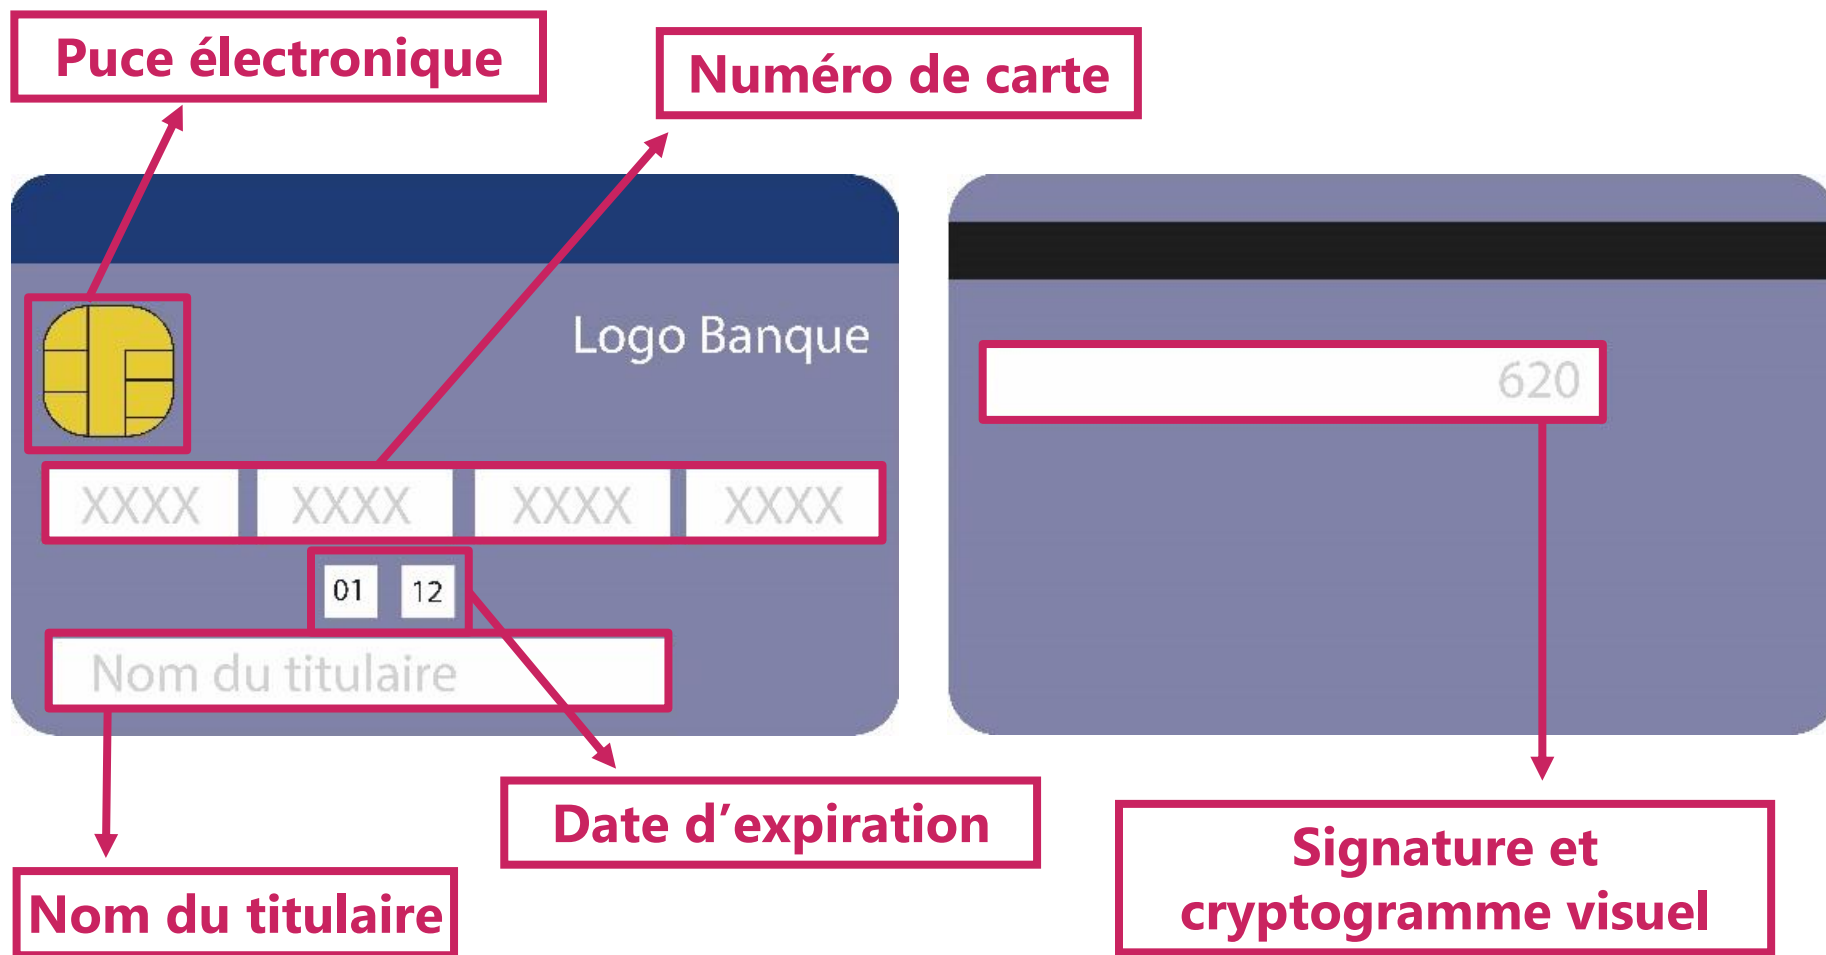 Puce électronique
Numéro de carte
Logo Banque
620
XXXX XXXX XXXX XXXX
01 12
Nom du titulaire
Date d’expiration
Signature et
cryptogramme visuel
Nom du titulaire